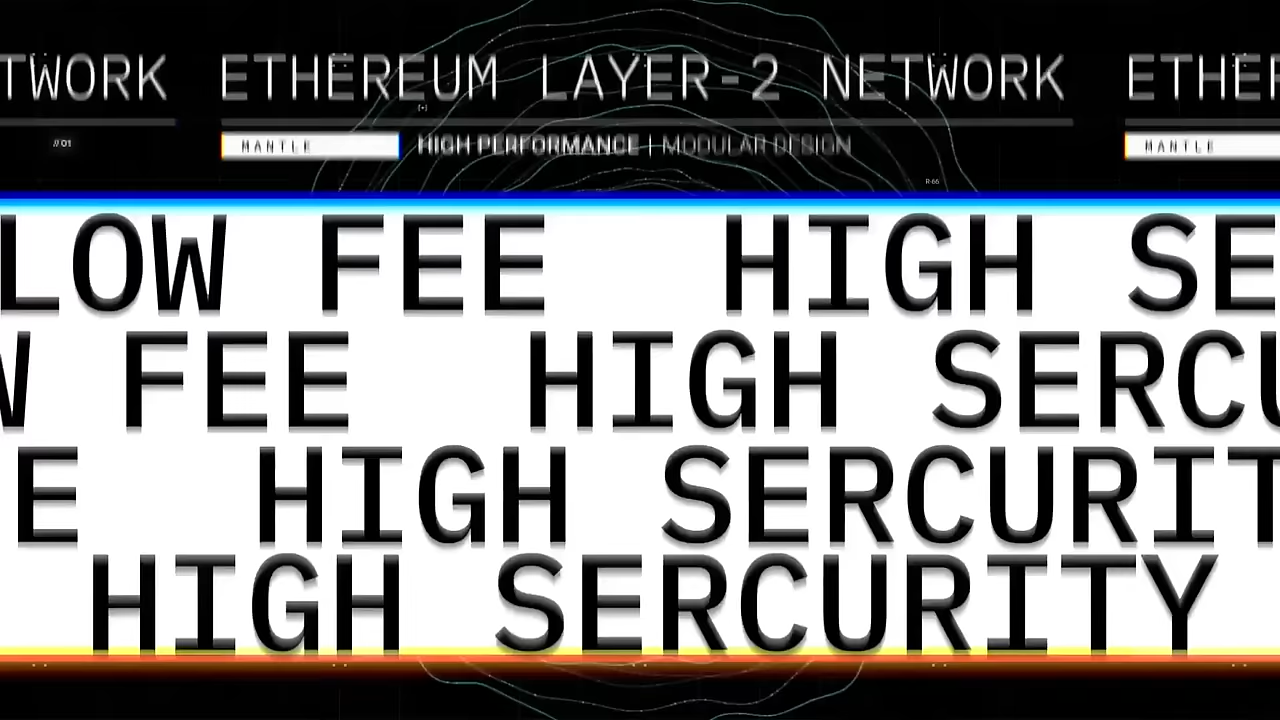 TWORK ETHEREUM LAYER-2 NETWORK ETHER
[+]
//01 MANTLE HIGH PERFORMANCE | MODULAR DESIGN MANTLE
R-66
LOW FEE HIGH SE
W FEE HIGH SERCU
E HIGH SERCURIT
HIGH SERCURITY